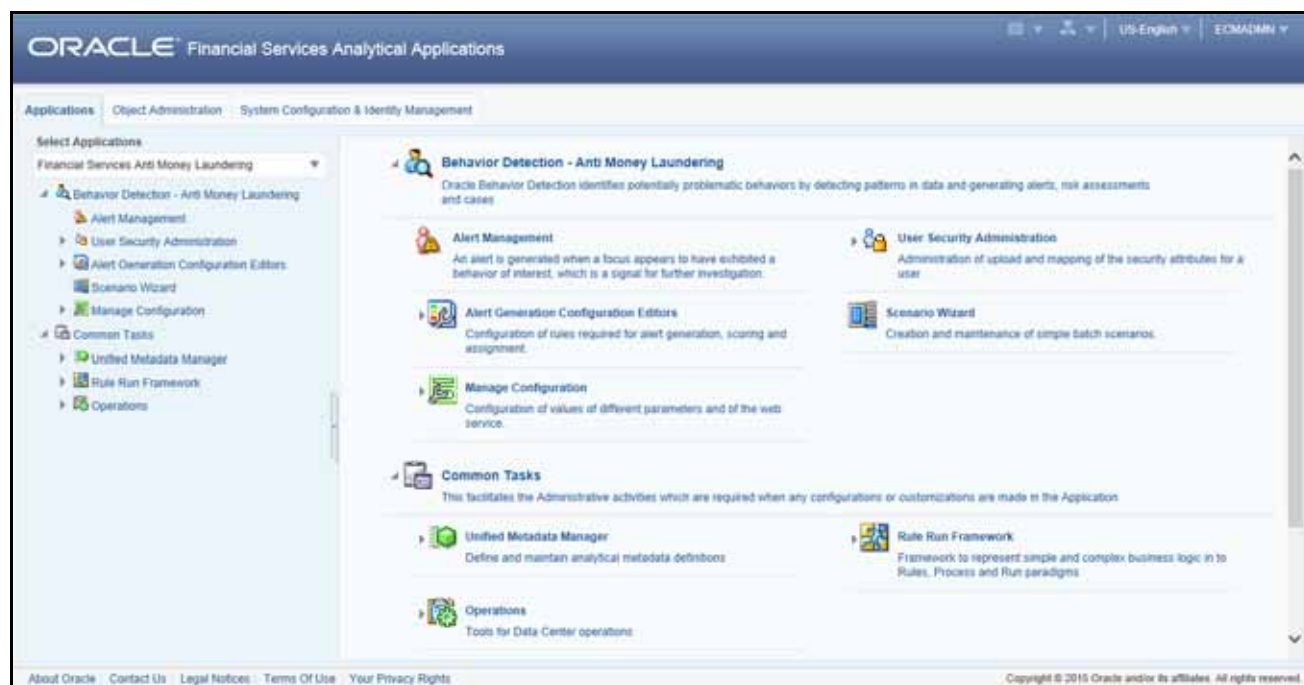 ORACLE Financial Services Analytical Applications
US-English
ECMADMN
Applications
Object Administration
System Configuration & Identity Management
Select Applications
Financial Services Anti Money Laundering
Behavior Detection - Anti Money Laundering
Alert Management
User Security Administration
Alert Generation Configuration Editors
Scenario Wizard
Manage Configuration
Common Tasks
Unified Metadata Manager
Rule Run Framework
Operations
Behavior Detection - Anti Money Laundering
Oracle Behavior Detection identifies potentially problematic behaviors by detecting patterns in data and generating alerts, risk assessments
and cases
Alert Management
An alert is generated when a focus appears to have exhibited a
behavior of interest, which is a signal for further investigation.
User Security Administration
Administration of upload and mapping of the security attributes for a
user
Alert Generation Configuration Editors
Configuration of rules required for alert generation, scoring and
assignment.
Scenario Wizard
Creation and maintenance of simple batch scenarios.
Manage Configuration
Configuration of values of different parameters and of the web
service.
Common Tasks
This facilitates the Administrative activities which are required when any configurations or customizations are made in the Application
Unified Metadata Manager
Define and maintain analytical metadata definitions
Rule Run Framework
Framework to represent simple and complex business logic in to
Rules, Process and Run paradigms
Operations
Tools for Data Center operations
About Oracle
Contact Us
Legal Notices
Terms Of Use
Your Privacy Rights
Copyright © 2015 Oracle and/or its affiliates. All rights reserved.